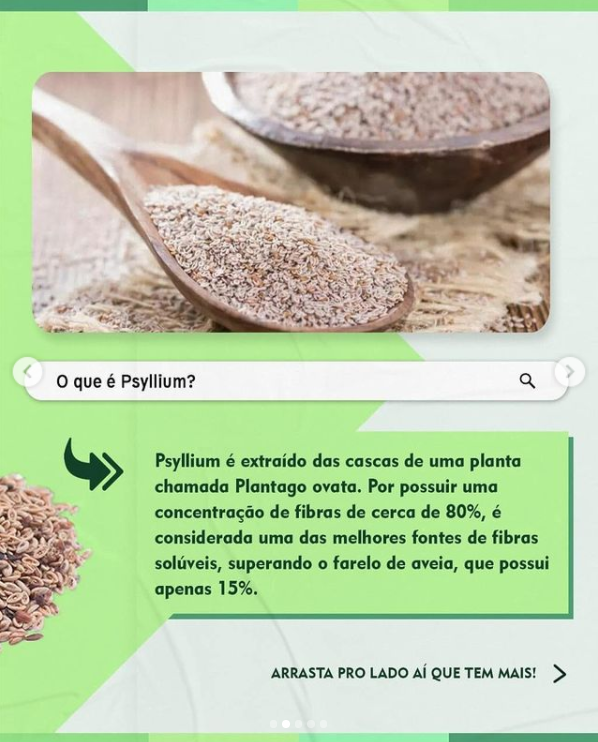 O que é Psyllium?
Psyllium é extraído das cascas de uma planta
chamada Plantago ovata. Por possuir uma
concentração de fibras de cerca de 80%, é
considerada uma das melhores fontes de fibras
solúveis, superando o farelo de aveia, que possui
apenas 15%.
ARRASTA PRO LADO AÍ QUE TEM MAIS!